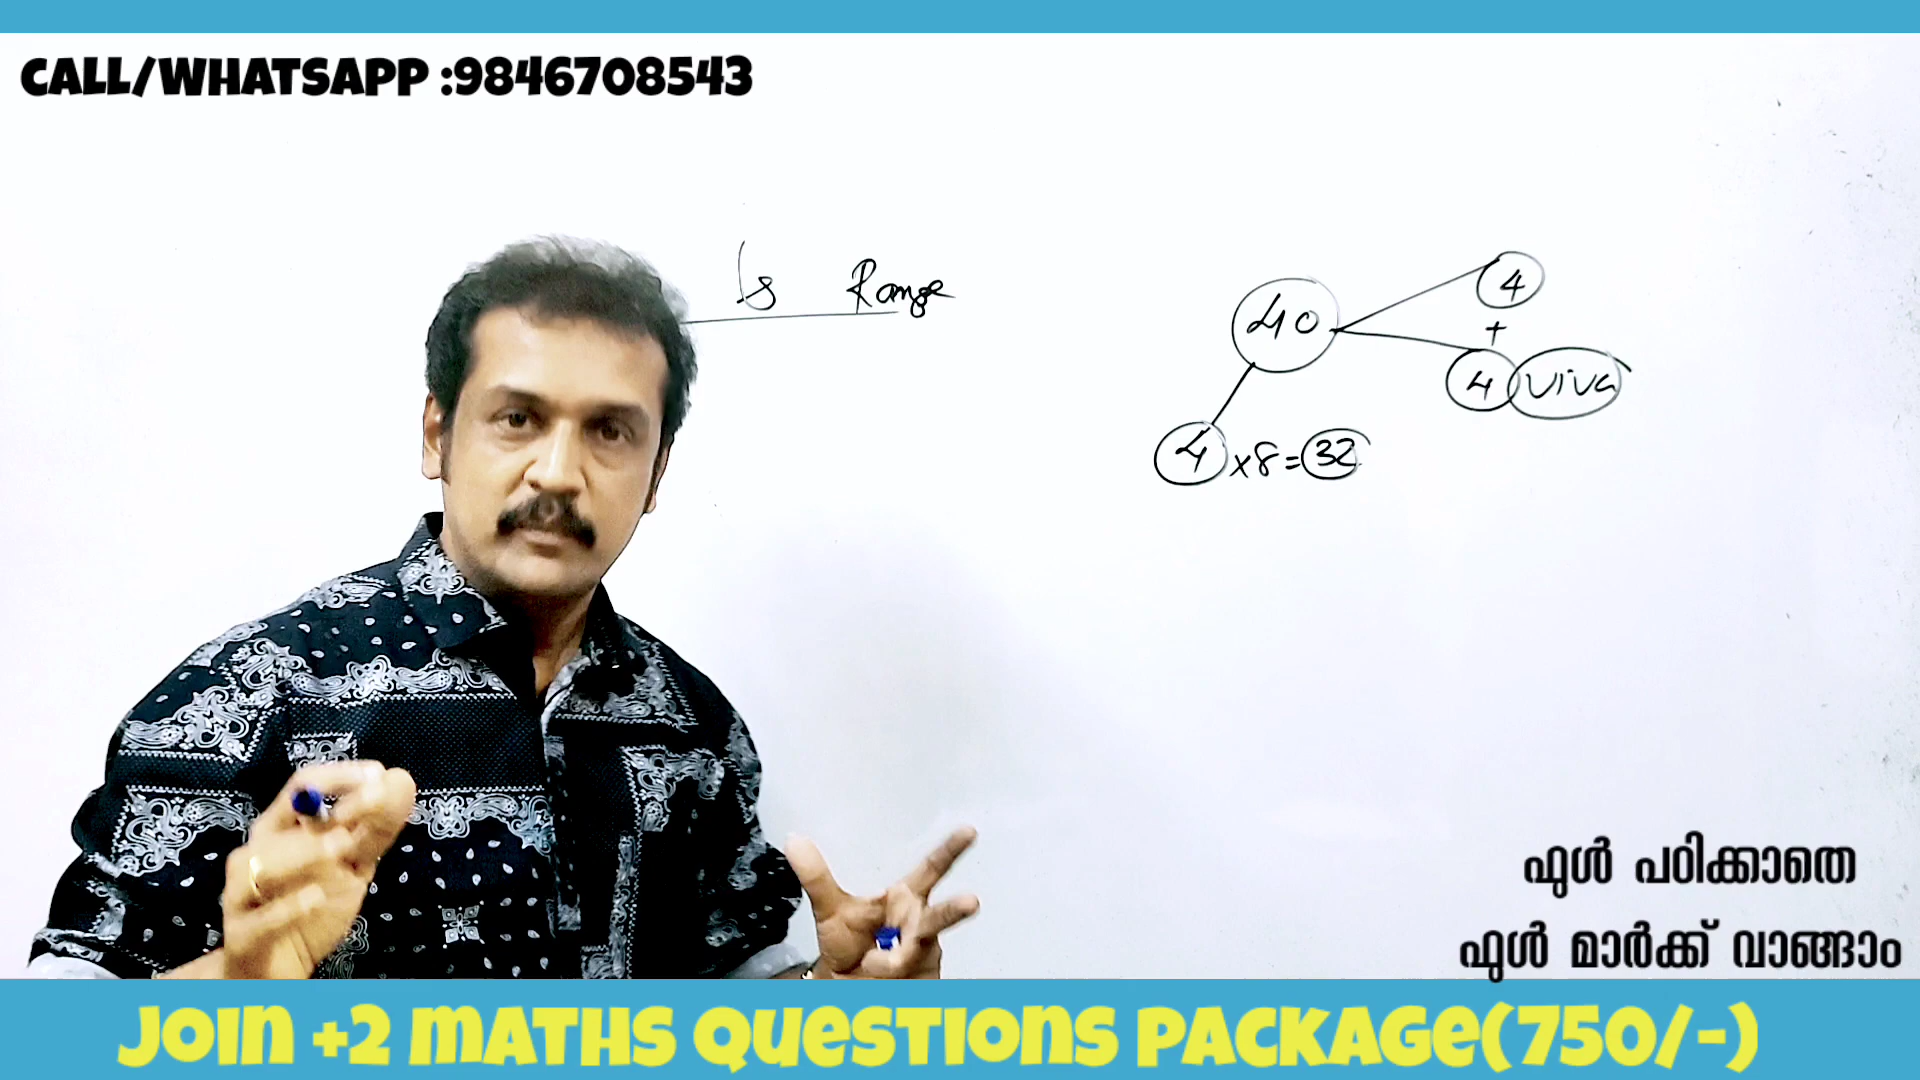 CALL/WHATSAPP :9846708543
Is Range
40
4
+
4 viva
4 x8=32
ഫുൾ പഠിക്കാതെ
ഫുൾ മാർക്ക് വാങ്ങാം
JOIN +2 MATHS QUESTIONS PACKAGE(750/-)